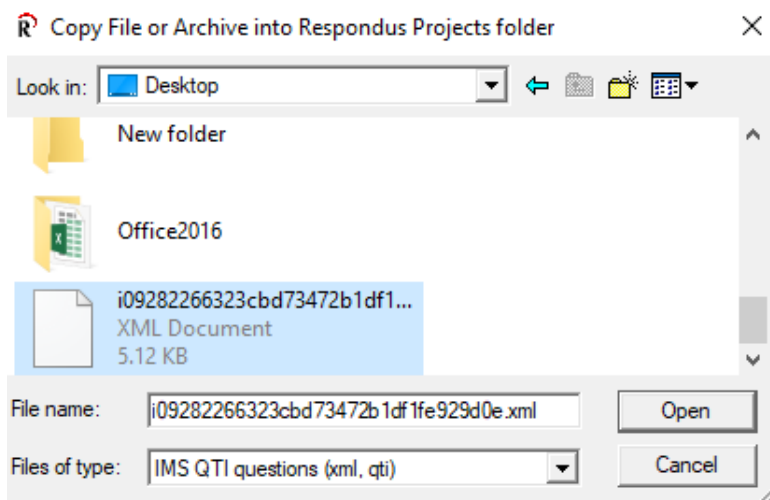 Copy File or Archive into Respondus Projects folder
Look in: Desktop
New folder
Office2016
i09282266323cbd73472b1df1...
XML Document
5.12 KB
File name: i09282266323cbd73472b1df1fe929d0e.xml Open
Files of type: IMS QTI questions (xml, qti) Cancel